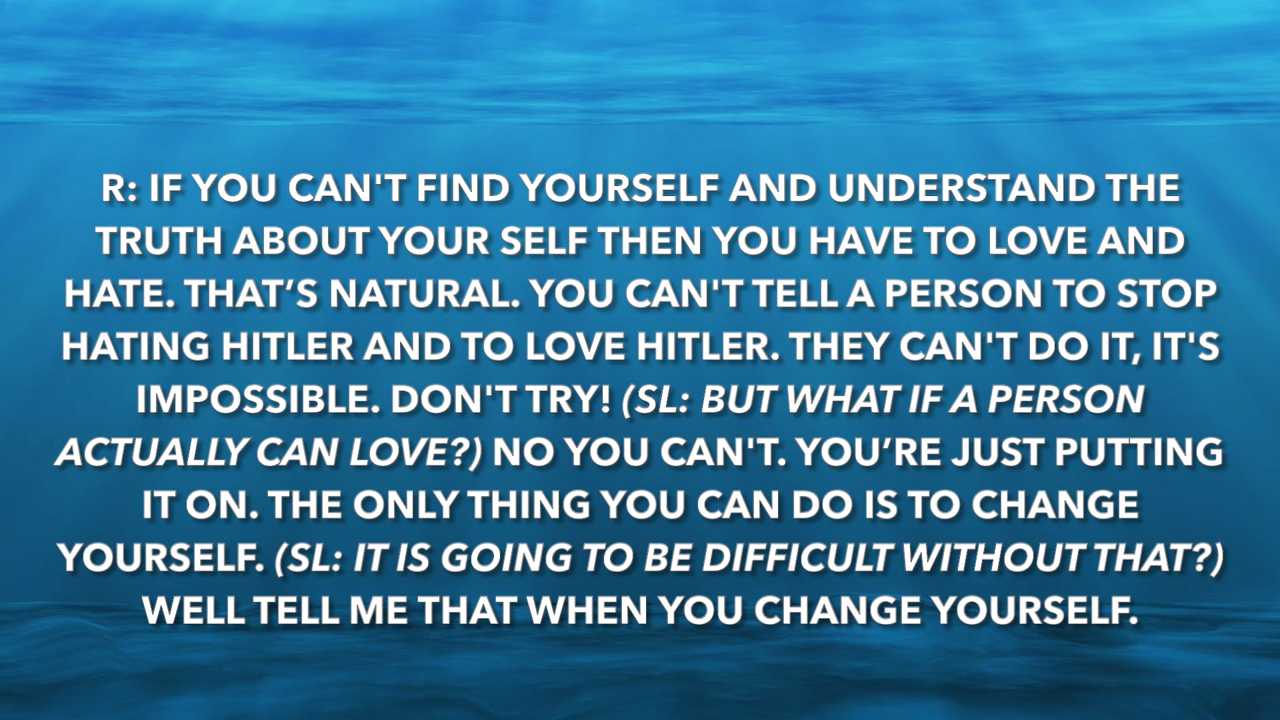 R: IF YOU CAN'T FIND YOURSELF AND UNDERSTAND THE
TRUTH ABOUT YOUR SELF THEN YOU HAVE TO LOVE AND
HATE. THAT’S NATURAL. YOU CAN'T TELL A PERSON TO STOP
HATING HITLER AND TO LOVE HITLER. THEY CAN'T DO IT, IT'S
IMPOSSIBLE. DON'T TRY! (SL: BUT WHAT IF A PERSON
ACTUALLY CAN LOVE?) NO YOU CAN'T. YOU’RE JUST PUTTING
IT ON. THE ONLY THING YOU CAN DO IS TO CHANGE
YOURSELF. (SL: IT IS GOING TO BE DIFFICULT WITHOUT THAT?)
WELL TELL ME THAT WHEN YOU CHANGE YOURSELF.